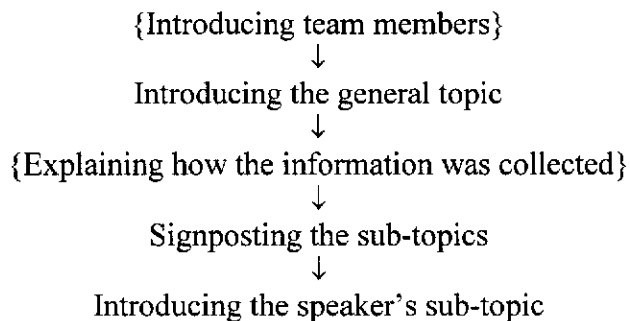 {Introducing team members}
↓
Introducing the general topic
↓
{Explaining how the information was collected}
↓
Signposting the sub-topics
↓
Introducing the speaker's sub-topic